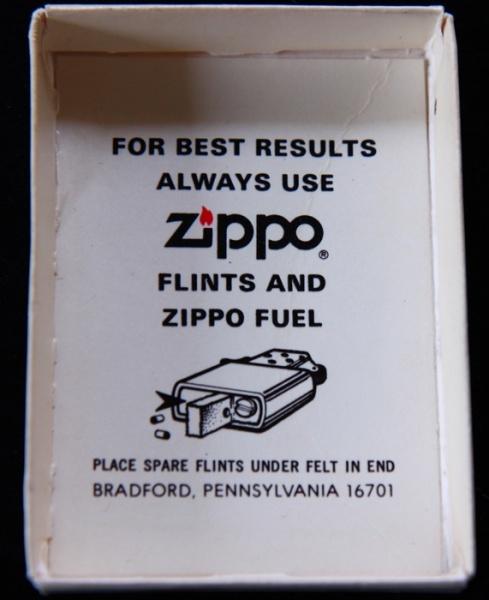 FOR BEST RESULTS
ALWAYS USE
Zippo®
FLINTS AND
ZIPPO FUEL
PLACE SPARE FLINTS UNDER FELT IN END
BRADFORD, PENNSYLVANIA 16701